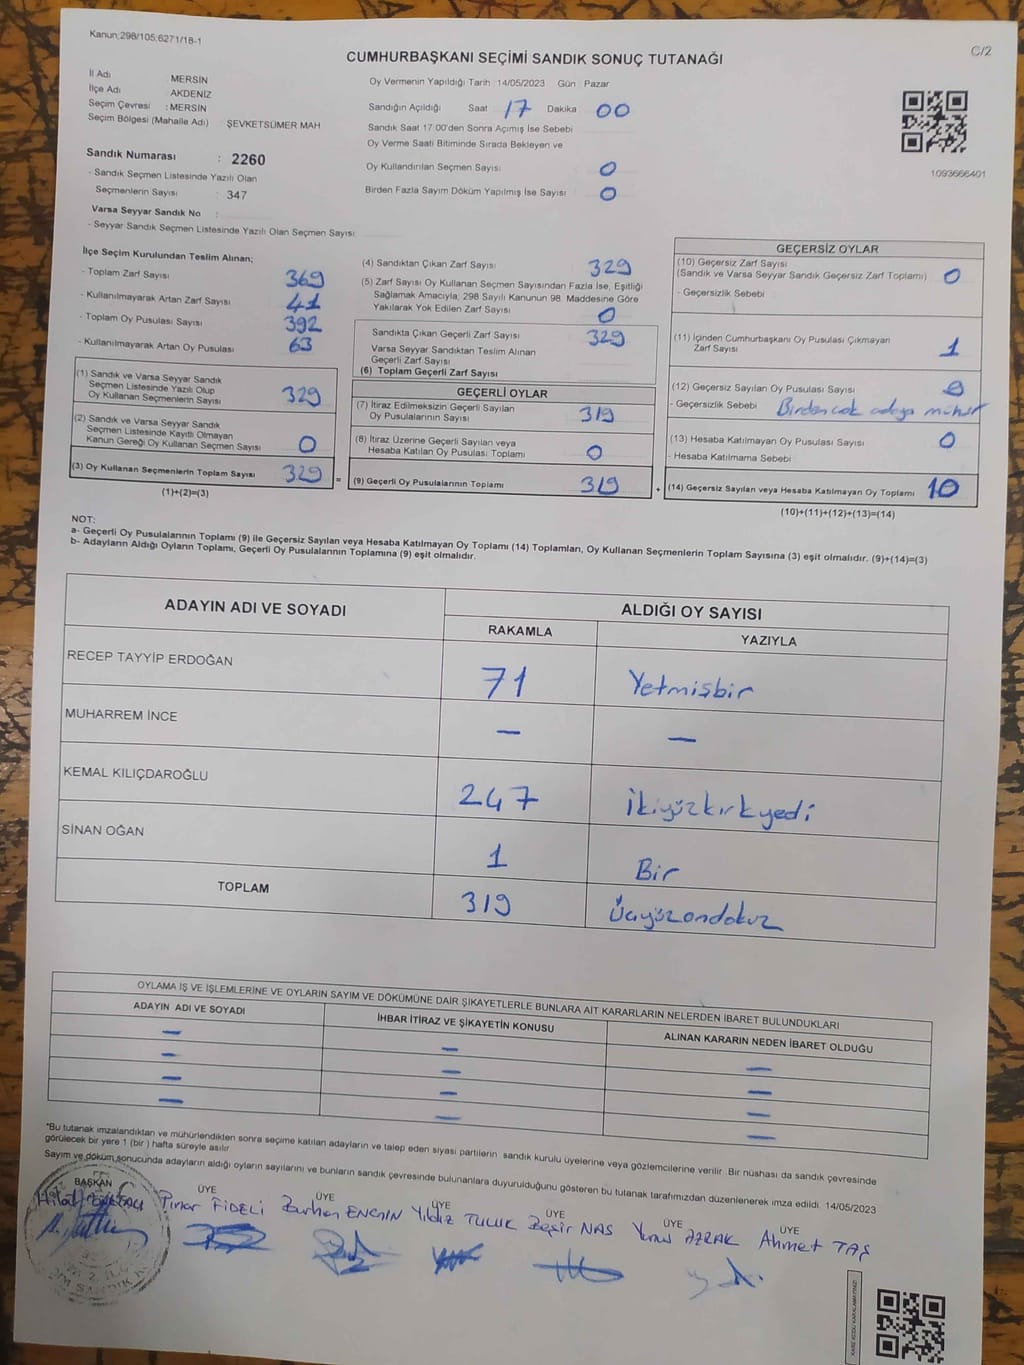 Kanun;298/105;6271/18-1
C/2
CUMHURBAŞKANI SEÇİMİ SANDIK SONUÇ TUTANAĞI
İl Adı MERSİN
İlçe Adı AKDENİZ
Seçim Çevresi : MERSİN
Seçim Bölgesi (Mahalle Adı) : ŞEVKETSÜMER MAH
Sandık Numarası : 2260
- Sandık Seçmen Listesinde Yazılı Olan
Seçmenlerin Sayısı : 347
Varsa Seyyar Sandık No :
- Seyyar Sandık Seçmen Listesinde Yazılı Olan Seçmen Sayısı
Oy Vermenin Yapıldığı Tarih : 14/05/2023 Gün : Pazar
Sandığın Açıldığı Saat 17 Dakika 00
Sandık Saat 17:00'den Sonra Açımış İse Sebebi
Oy Verme Saati Bitiminde Sırada Bekleyen ve
Oy Kullandırılan Seçmen Sayısı 0
Birden Fazla Sayım Döküm Yapılmış İse Sayısı 0
1093666401
İlçe Seçim Kurulundan Teslim Alınan;
- Toplam Zarf Sayısı 369
- Kullanılmayarak Artan Zarf Sayısı 41
- Toplam Oy Pusulası Sayısı 392
- Kullanılmayarak Artan Oy Pusulası 63
(1) Sandık ve Varsa Seyyar Sandık
Seçmen Listesinde Yazılı Olup
Oy Kullanan Seçmenlerin Sayısı 329
(2) Sandık ve Varsa Seyyar Sandık
Seçmen Listesinde Kayıtlı Olmayan
Kanun Gereği Oy Kullanan Seçmen Sayısı 0
(3) Oy Kullanan Seçmenlerin Toplam Sayısı 329 =
(1)+(2)=(3)
(4) Sandıktan Çıkan Zarf Sayısı 329
(5) Zarf Sayısı Oy Kullanan Seçmen Sayısından Fazla İse, Eşitliği
Sağlamak Amacıyla; 298 Sayılı Kanunun 98. Maddesine Göre
Yakılarak Yok Edilen Zarf Sayısı 0
Sandıkta Çıkan Geçerli Zarf Sayısı 329
Varsa Seyyar Sandıktan Teslim Alınan
Geçerli Zarf Sayısı
(6) Toplam Geçerli Zarf Sayısı
GEÇERLİ OYLAR
(7) İtiraz Edilmeksizin Geçerli Sayılan
Oy Pusulalarının Sayısı 319
(8) İtiraz Üzerine Geçerli Sayılan veya
Hesaba Katılan Oy Pusulası Toplamı 0
(9) Geçerli Oy Pusulalarının Toplamı 319 +
GEÇERSİZ OYLAR
(10) Geçersiz Zarf Sayısı
(Sandık ve Varsa Seyyar Sandık Geçersiz Zarf Toplamı) 0
- Geçersizlik Sebebi
(11) İçinden Cumhurbaşkanı Oy Pusulası Çıkmayan
Zarf Sayısı 1
(12) Geçersiz Sayılan Oy Pusulası Sayısı 9
- Geçersizlik Sebebi Birden cok adaya mühür
(13) Hesaba Katılmayan Oy Pusulası Sayısı 0
- Hesaba Katılmama Sebebi
(14) Geçersiz Sayılan veya Hesaba Katılmayan Oy Toplamı 10
(10)+(11)+(12)+(13)=(14)
NOT:
a- Geçerli Oy Pusulasının Toplamı (9) ile Geçersiz Sayılan veya Hesaba Katılmayan Oy Toplamı (14) Toplamları, Oy Kullanan Seçmenlerin Toplam Sayısına (3) eşit olmalıdır. (9)+(14)=(3)
b- Adayların Aldığı Oyların Toplamı, Geçerli Oy Pusulalarının Toplamına (9) eşit olmalıdır.
ADAYIN ADI VE SOYADI ALDIĞI OY SAYISI
RAKAMLA YAZIYLA
RECEP TAYYİP ERDOĞAN 71 Yetmişbir
MUHARREM İNCE — —
KEMAL KILIÇDAROĞLU 247 ikiyüzkırkyedi
SİNAN OĞAN 1 Bir
TOPLAM 319 Üçyüzondokuz
OYLAMA İŞ VE İŞLEMLERİNE VE OYLARIN SAYIM VE DÖKÜMÜNE DAİR ŞİKAYETLERLE BUNLARA AİT KARARLARIN NELERDEN İBARET BULUNDUKLARI
ADAYIN ADI VE SOYADI İHBAR İTİRAZ VE ŞİKAYETİN KONUSU ALINAN KARARIN NEDEN İBARET OLDUĞU
— — —
— — —
— — —
— — —
*Bu tutanak imzalandıktan ve mühürlendikten sonra seçime katılan adayların ve talep eden siyasi partilerin sandık kurulu üyelerine veya gözlemcilerine verilir. Bir nüshası da sandık çevresinde
görülecek bir yere 1 (bir ) hafta süreyle asılır.
Sayım ve döküm sonucunda adayların aldığı oyların sayılarını ve bunların sandık çevresinde bulunanlara duyurulduğunu gösteren bu tutanak tarafımızdan düzenlenerek imza edildi. 14/05/2023
BAŞKAN ÜYE ÜYE ÜYE ÜYE ÜYE ÜYE
Pınar FİDELİ Burhan ENGİN Yıldız TULUK Beşir NAS Yunus AZRAK Ahmet TAŞ